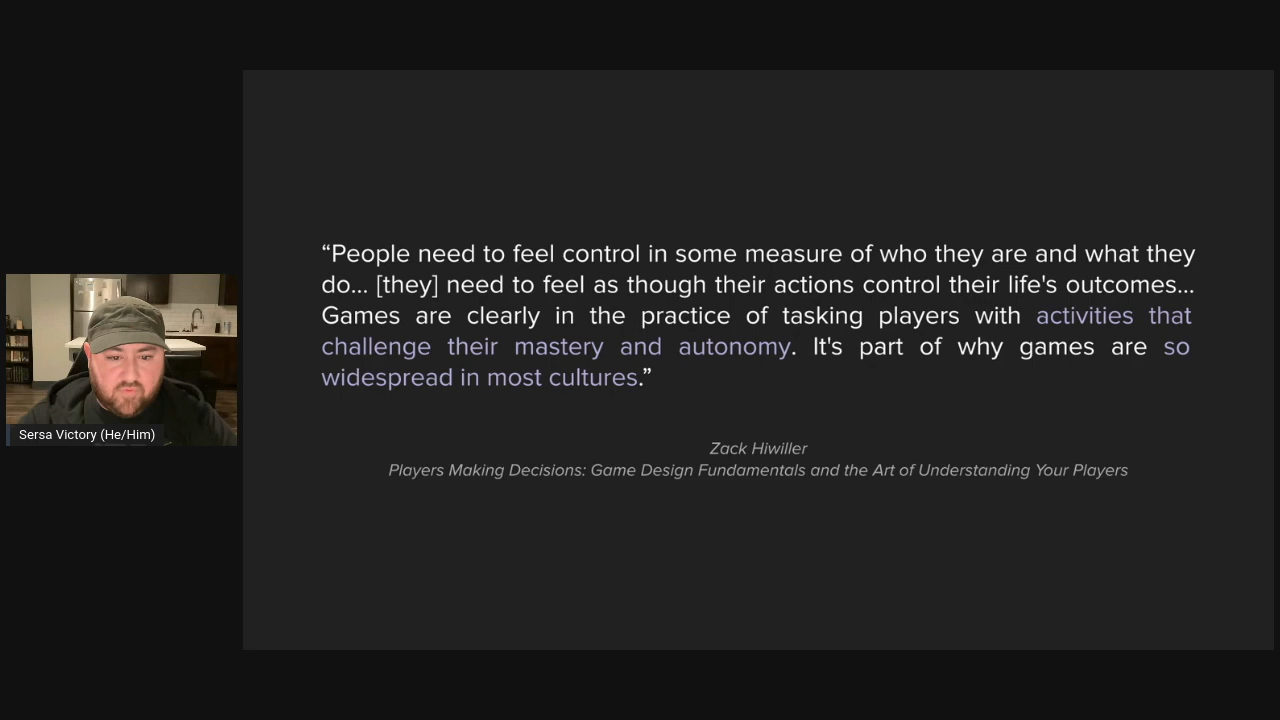 “People need to feel control in some measure of who they are and what they
do... [they] need to feel as though their actions control their life's outcomes...
Games are clearly in the practice of tasking players with activities that
challenge their mastery and autonomy. It's part of why games are so
widespread in most cultures.”
Zack Hiwiller
Players Making Decisions: Game Design Fundamentals and the Art of Understanding Your Players
Sersa Victory (He/Him)